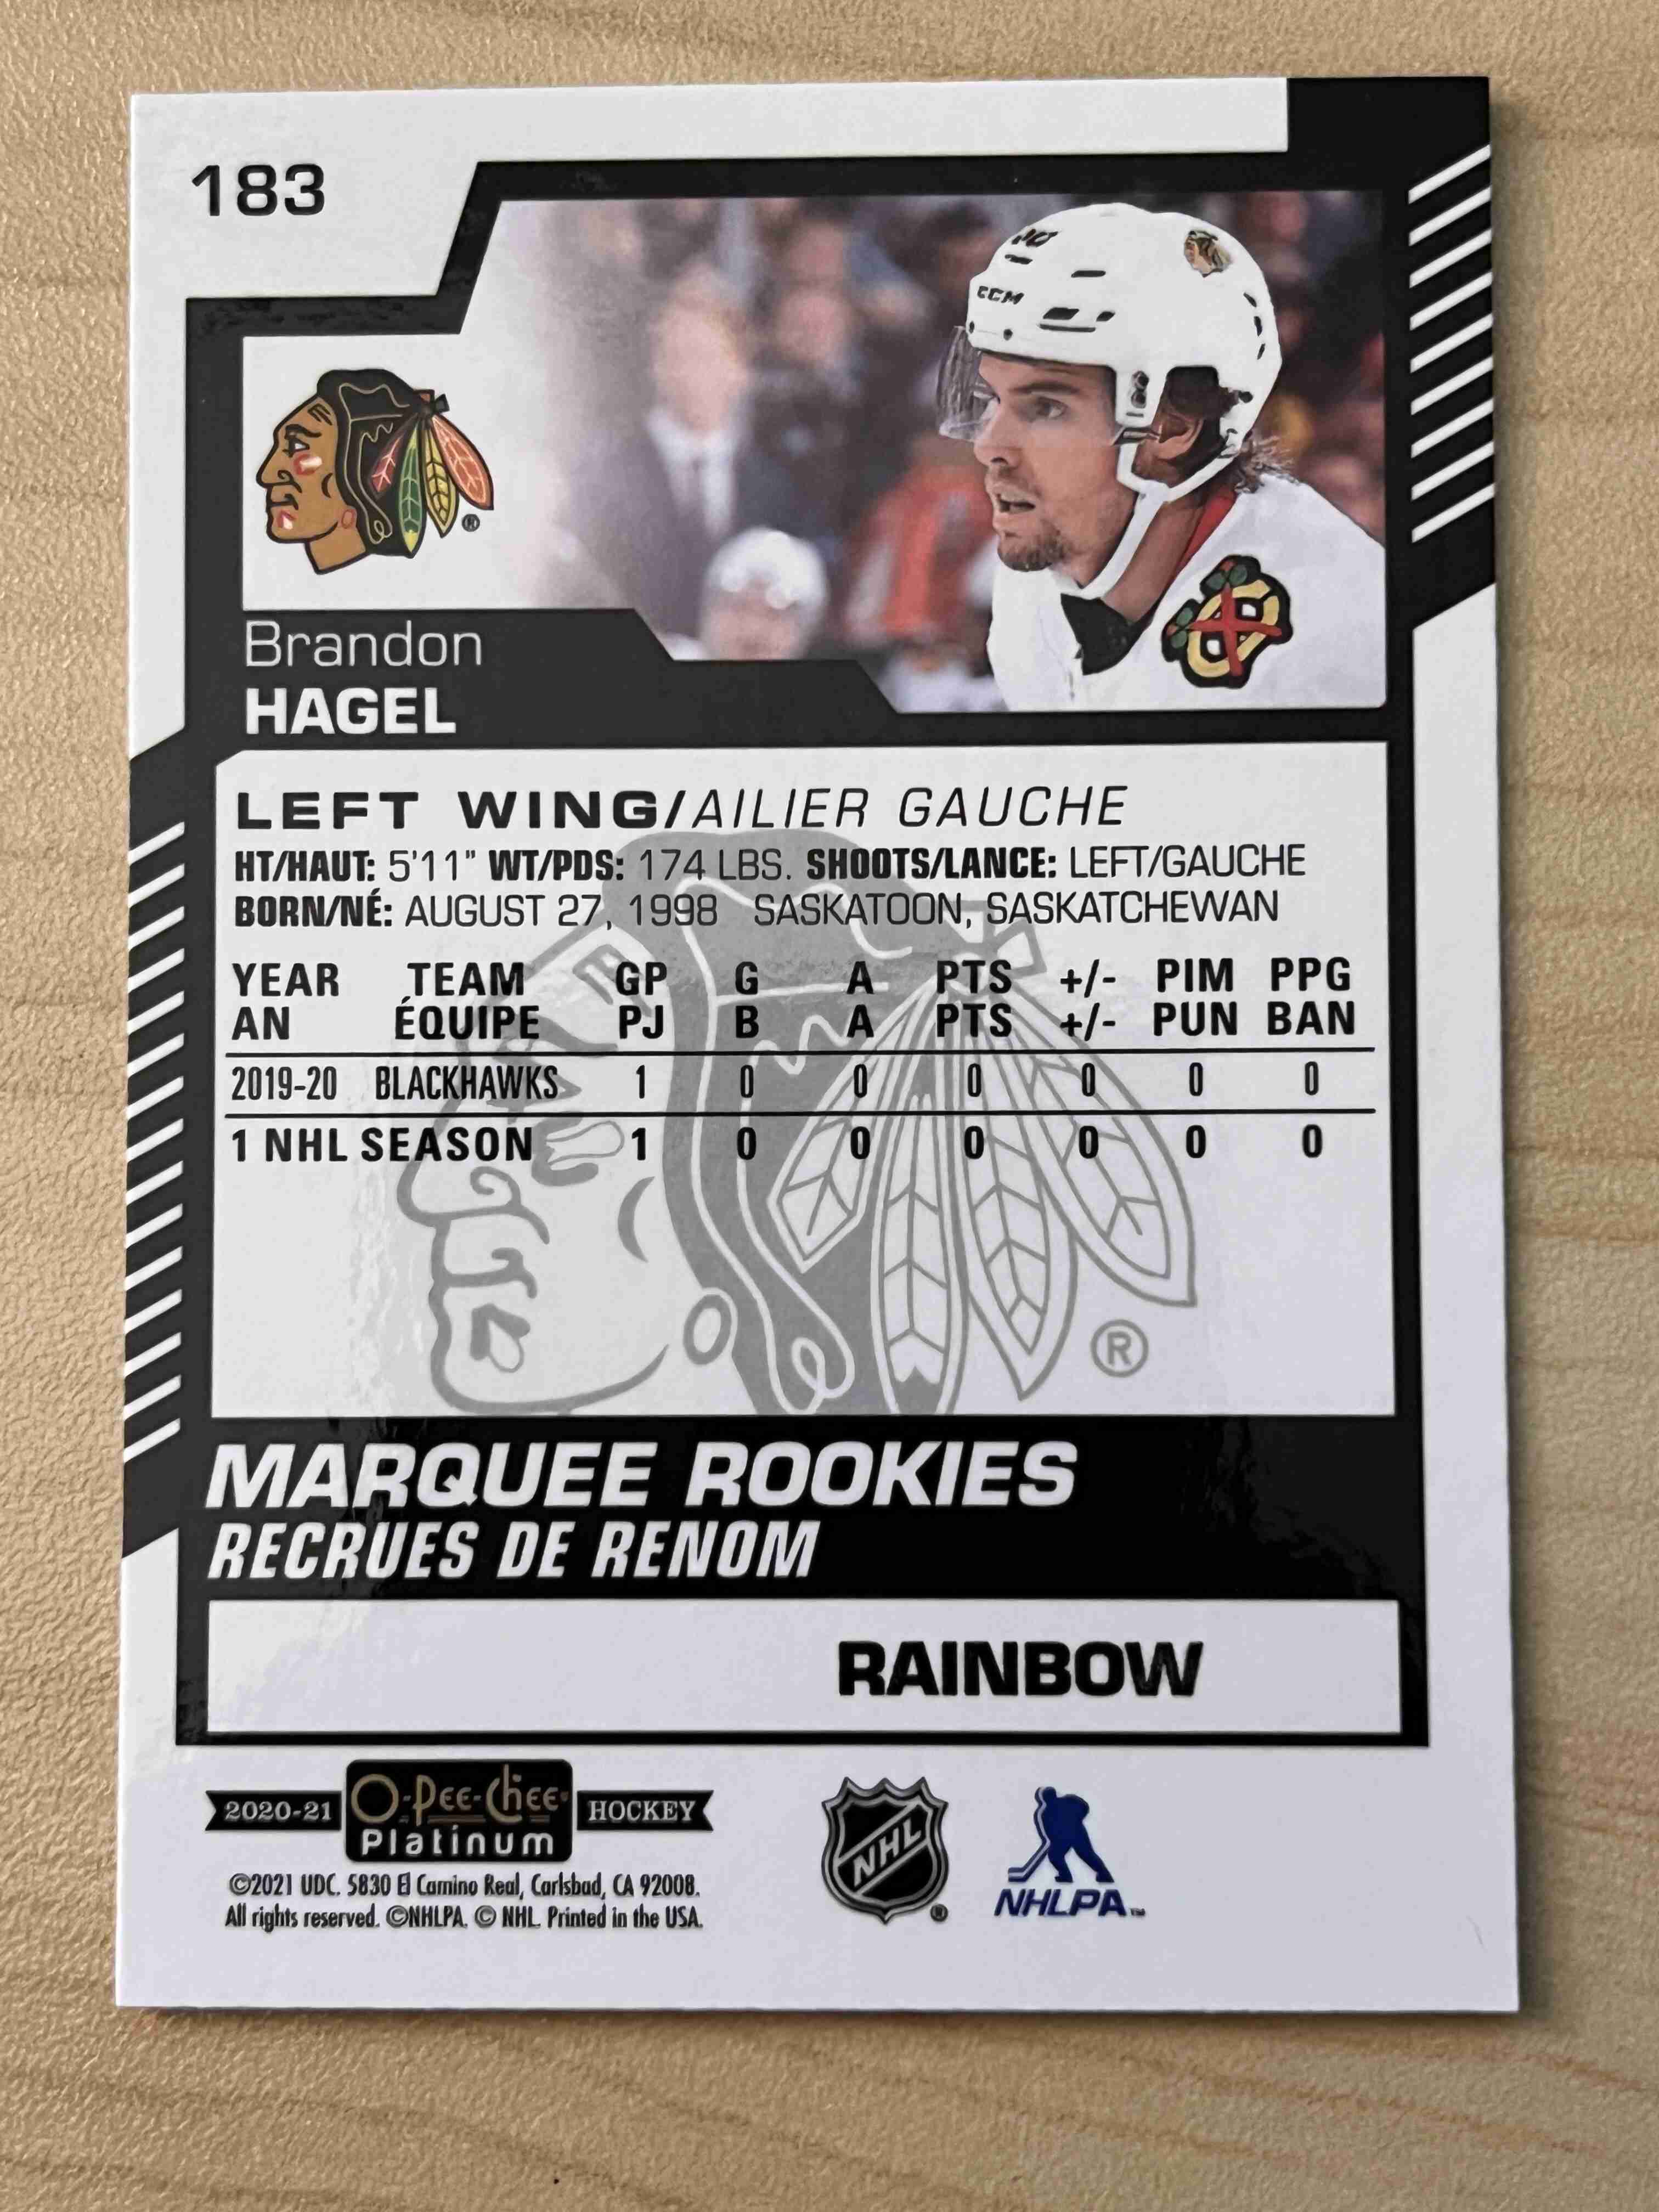 183
CCM
Brandon
HAGEL
LEFT WING/AILIER GAUCHE
HT/HAUT: 5'11" WT/PDS: 174 LBS. SHOOTS/LANCE: LEFT/GAUCHE
BORN/NÉ: AUGUST 27, 1998 SASKATOON, SASKATCHEWAN
YEAR TEAM GP G A PTS +/- PIM PPG
AN ÉQUIPE PJ B A PTS +/- PUN BAN
2019-20 BLACKHAWKS 1 0 0 0 0 0 0
1 NHL SEASON 1 0 0 0 0 0 0
®
MARQUEE ROOKIES
RECRUES DE RENOM
RAINBOW
2020-21 O-Pee-Chee HOCKEY
Platinum
NHL ®
NHLPA™
©2021 UDC. 5830 El Camino Real, Carlsbad, CA 92008.
All rights reserved. ©NHLPA. © NHL. Printed in the USA.